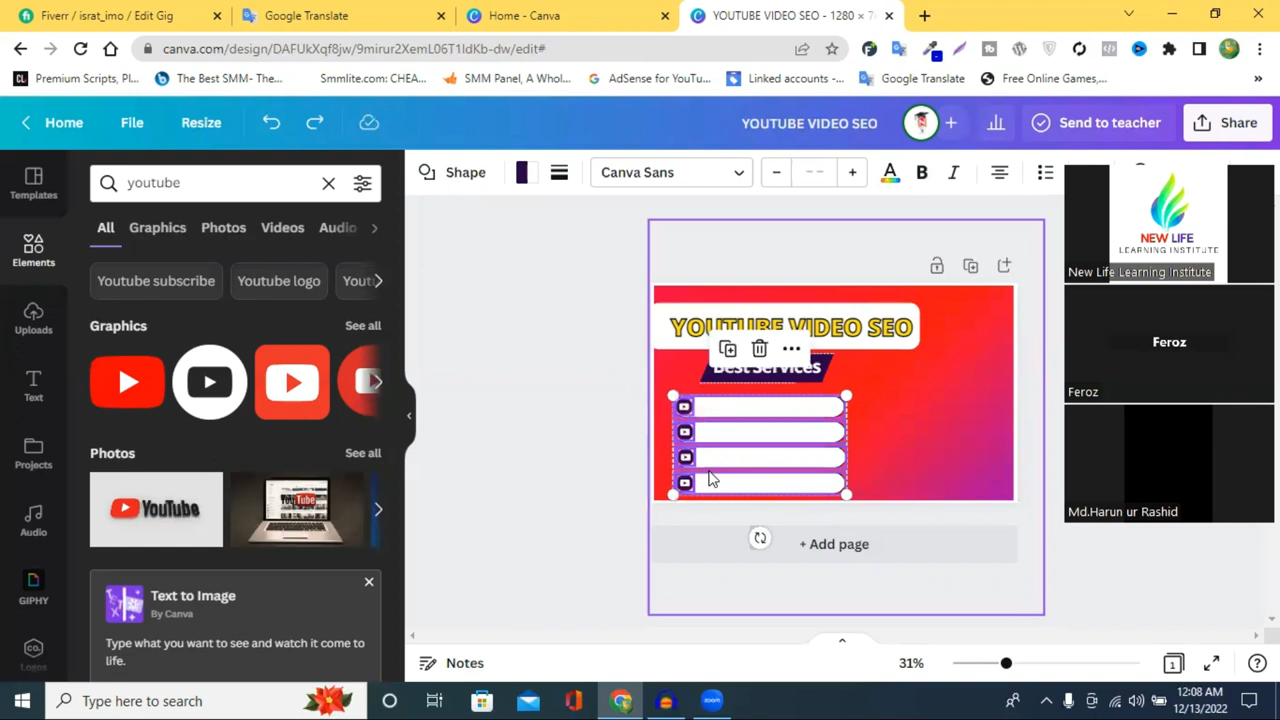 Fiverr / israt_imo / Edit Gig
Google Translate
Home - Canva
YOUTUBE VIDEO SEO - 1280 × 7
canva.com/design/DAFUkXqf8jw/9mirur2XemL06T1IdKb-dw/edit#
Premium Scripts, Pl...
The Best SMM- The...
Smmlite.com: CHEA...
SMM Panel, A Whol...
AdSense for YouTu...
Linked accounts -...
Google Translate
Free Online Games,...
Home
File
Resize
YOUTUBE VIDEO SEO
Send to teacher
Share
Templates
Elements
Uploads
Text
Projects
Audio
GIPHY
Logos
youtube
All
Graphics
Photos
Videos
Audio
Youtube subscribe
Youtube logo
Yout
Graphics
See all
Photos
See all
YouTube
Text to Image
By Canva
Type what you want to see and watch it come to
life.
Shape
Canva Sans
YOUTUBE VIDEO SEO
Best Services
+ Add page
Notes
31%
1
NEW LIFE
LEARNING INSTITUTE
New Life Learning Institute
Feroz
Feroz
Md.Harun ur Rashid
Type here to search
12:08 AM
12/13/2022